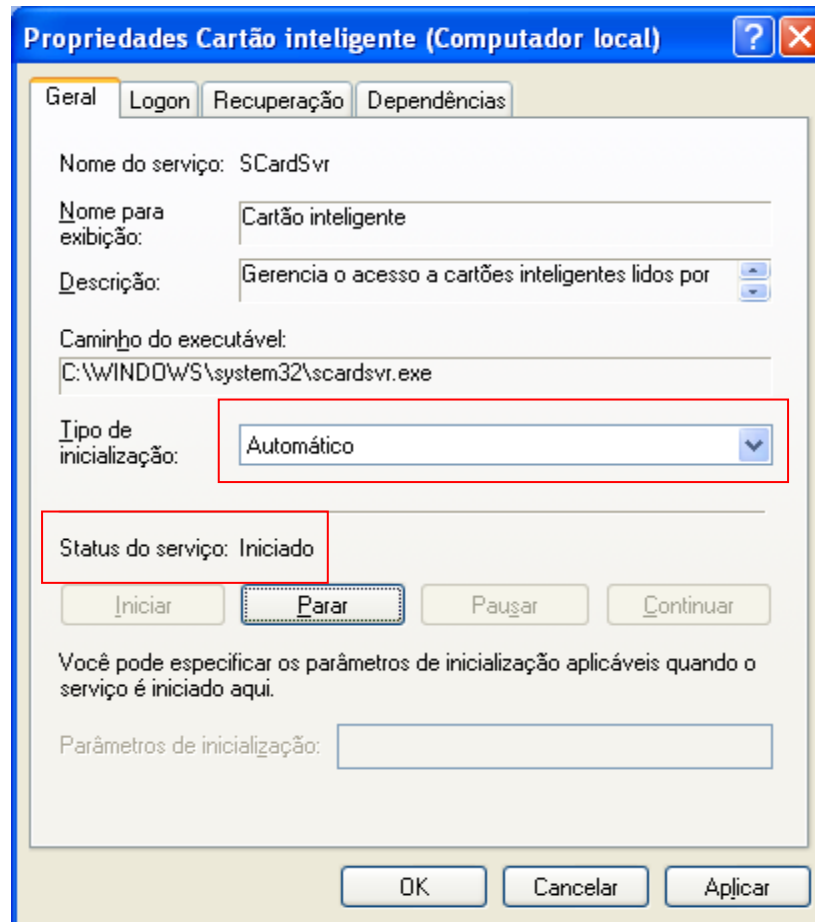 Propriedades Cartão inteligente (Computador local)
Geral Logon Recuperação Dependências
Nome do serviço: SCardSvr
Nome para
exibição:
Cartão inteligente
Descrição:
Gerencia o acesso a cartões inteligentes lidos por
Caminho do executável:
C:\WINDOWS\system32\scardsvr.exe
Tipo de
inicialização:
Automático
Status do serviço: Iniciado
Iniciar Parar Pausar Continuar
Você pode especificar os parâmetros de inicialização aplicáveis quando o
serviço é iniciado aqui.
Parâmetros de inicialização:
OK Cancelar Aplicar